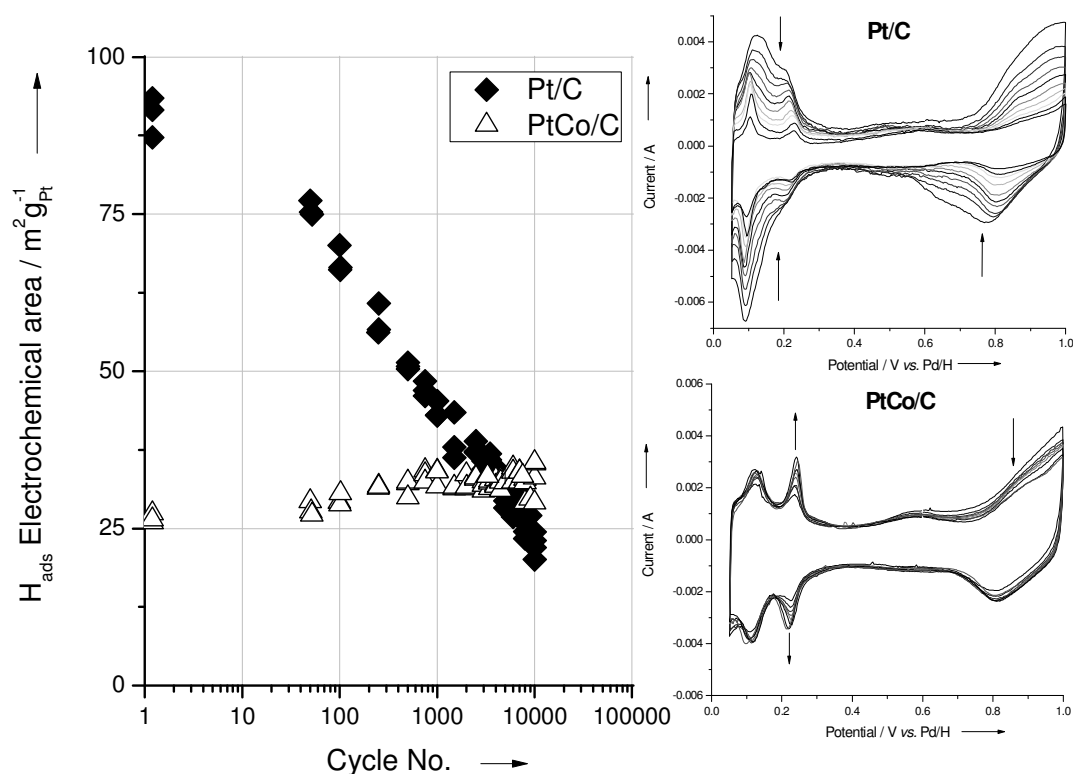 H_ads Electrochemical area / m²g⁻¹_Pt
100
75
50
25
0
1 10 100 1000 10000 100000
Cycle No.
Pt/C
PtCo/C
Pt/C
Current / A
0.004
0.002
0.000
-0.002
-0.004
-0.006
0.0 0.2 0.4 0.6 0.8 1.0
Potential / V vs. Pd/H
PtCo/C
Current / A
0.006
0.004
0.002
0.000
-0.002
-0.004
-0.006
0.0 0.2 0.4 0.6 0.8 1.0
Potential / V vs. Pd/H